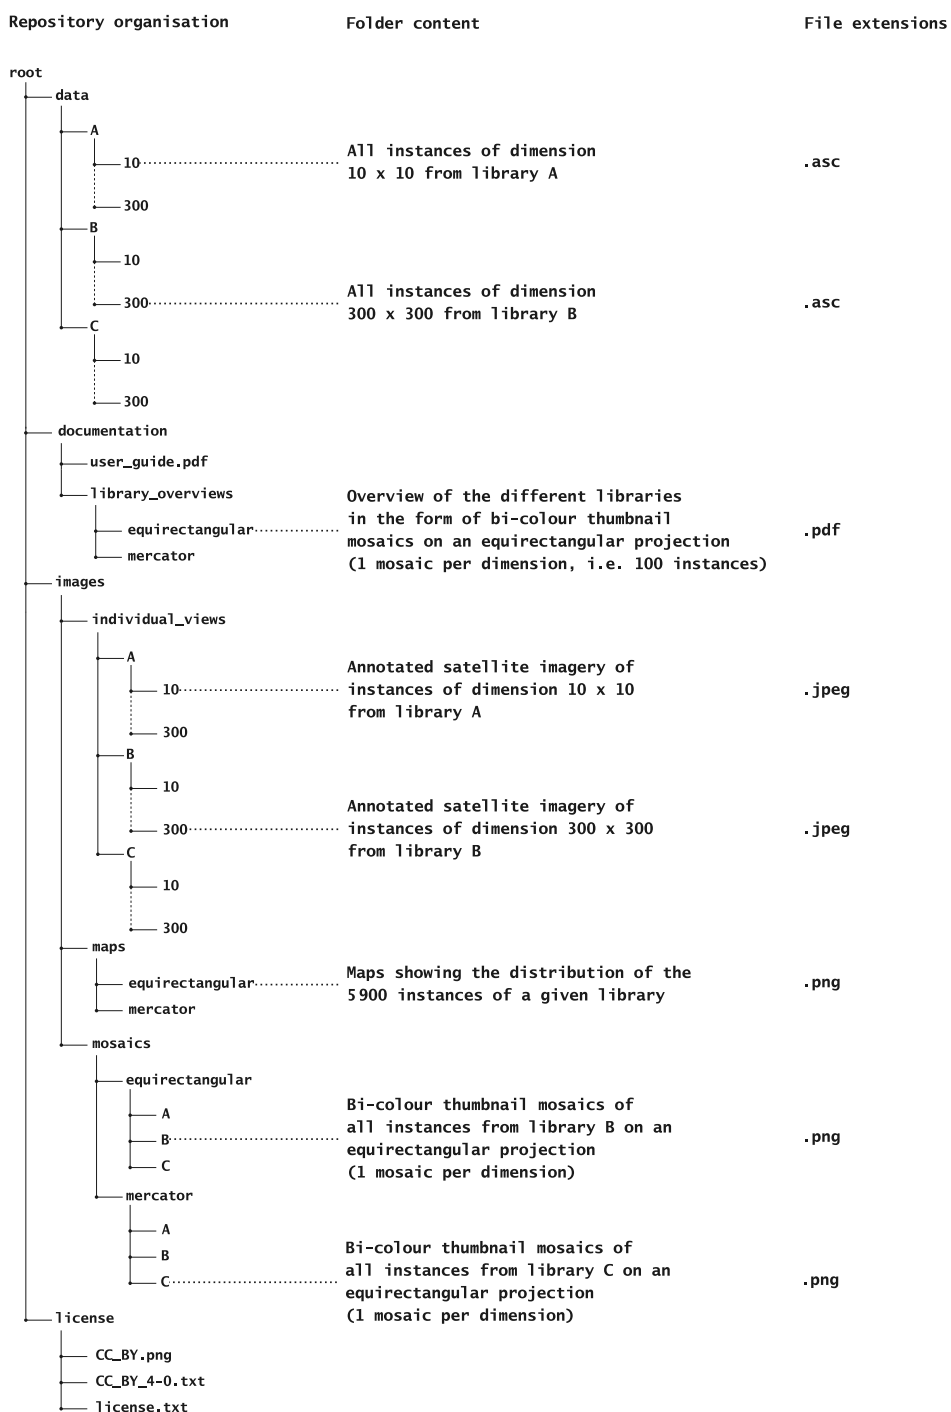 Repository organisation Folder content File extensions
root
data
A
All instances of dimension
10 10 x 10 from library A .asc
300
B
10
All instances of dimension
300 300 x 300 from library B .asc
C
10
300
documentation
user_guide.pdf
library_overviews Overview of the different libraries
in the form of bi-colour thumbnail
equirectangular mosaics on an equirectangular projection .pdf
mercator (1 mosaic per dimension, i.e. 100 instances)
images
individual_views
A Annotated satellite imagery of
10 instances of dimension 10 x 10 .jpeg
from library A
300
B
10
Annotated satellite imagery of
300 instances of dimension 300 x 300 .jpeg
C from library B
10
300
maps
Maps showing the distribution of the
equirectangular 5 900 instances of a given library .png
mercator
mosaics
equirectangular
Bi-colour thumbnail mosaics of
A all instances from library B on an
B equirectangular projection .png
C (1 mosaic per dimension)
mercator
A
B Bi-colour thumbnail mosaics of
all instances from library C on an
C equirectangular projection .png
(1 mosaic per dimension)
license
CC_BY.png
CC_BY_4-0.txt
license.txt